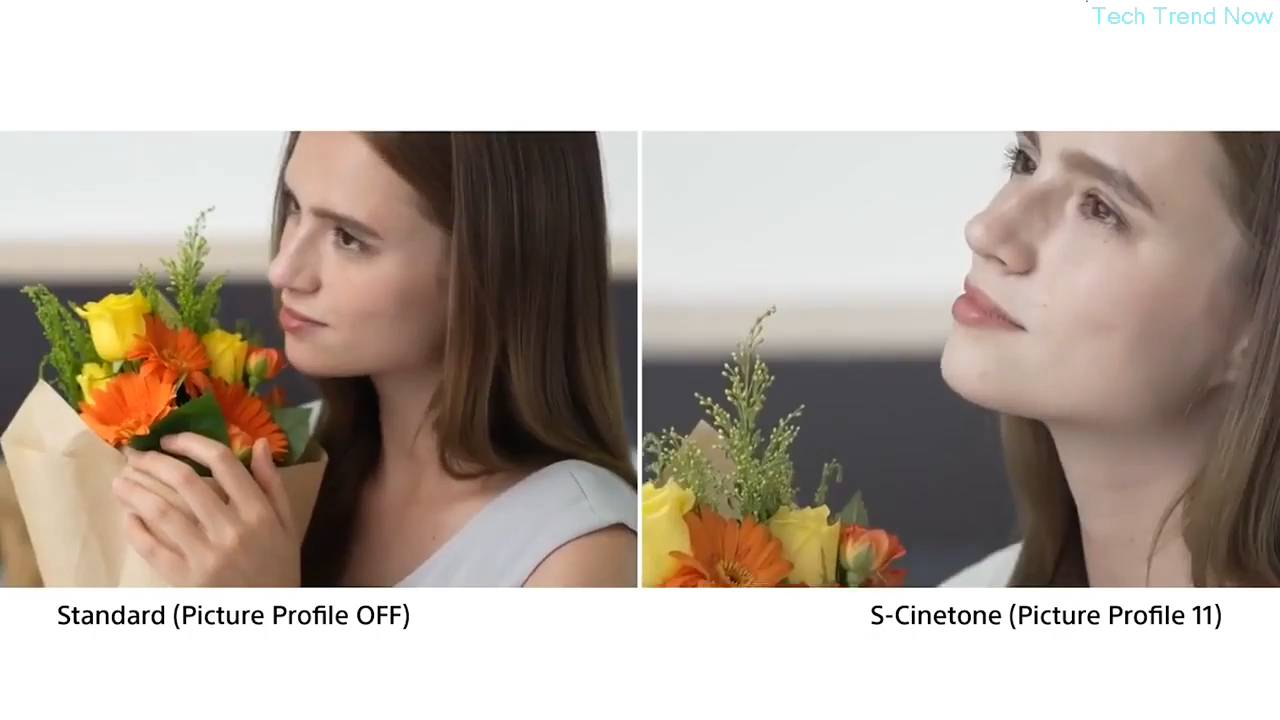 Tech Trend Now
Standard (Picture Profile OFF)
S-Cinetone (Picture Profile 11)